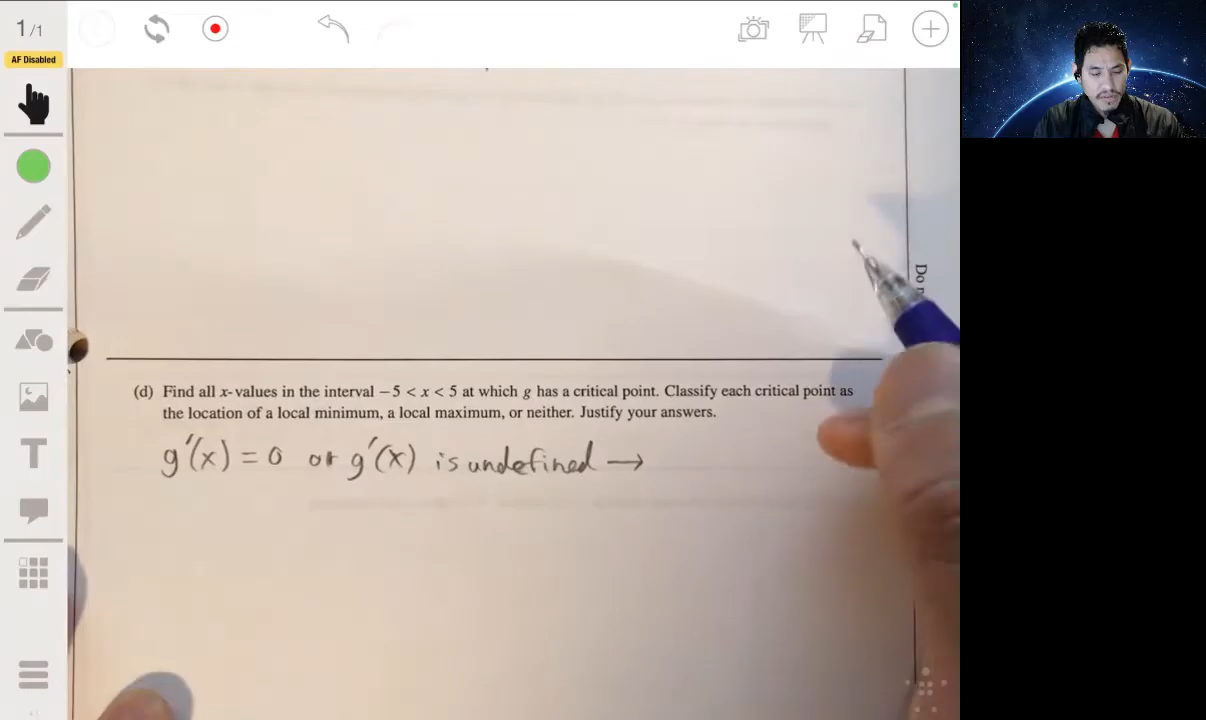 1/1
AF Disabled
T
Do
(d) Find all x-values in the interval −5 < x < 5 at which g has a critical point. Classify each critical point as
the location of a local minimum, a local maximum, or neither. Justify your answers.
g'(x) = 0 or g'(x) is undefined →